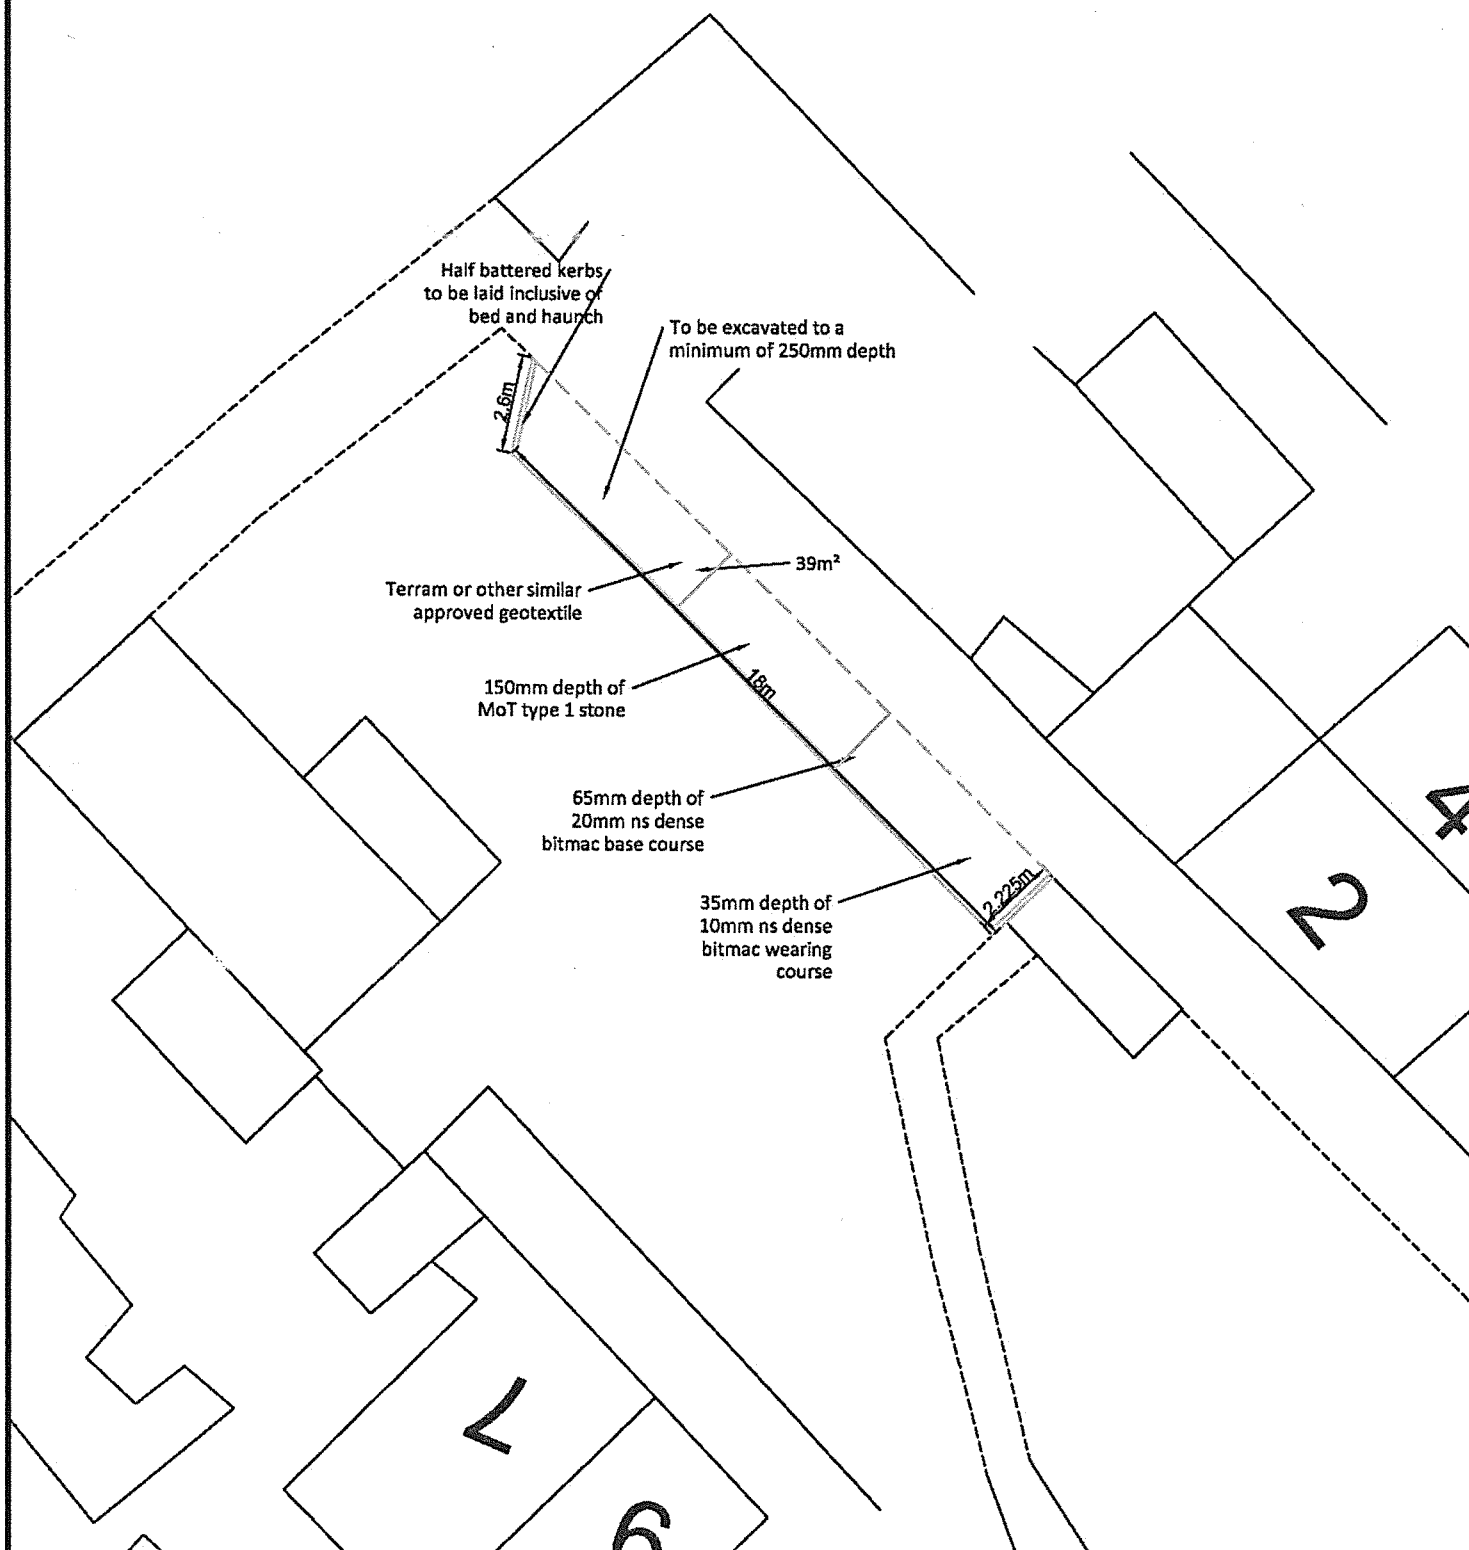 Half battered kerbs
to be laid inclusive of
bed and haunch
To be excavated to a
minimum of 250mm depth
2.6m
39m²
Terram or other similar
approved geotextile
150mm depth of
MoT type 1 stone
18m
65mm depth of
20mm ns dense
bitmac base course
35mm depth of
10mm ns dense
bitmac wearing
course
2.225m
4
2
7
6